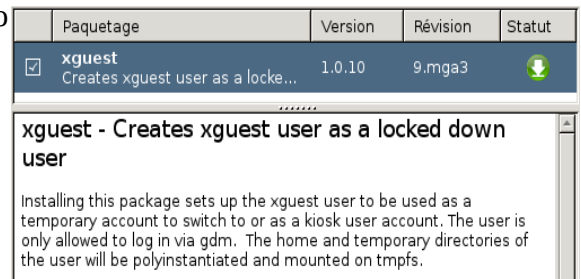 o
Paquetage Version Révision Statut
xguest
Creates xguest user as a locke... 1.0.10 9.mga3
xguest - Creates xguest user as a locked down
user
Installing this package sets up the xguest user to be used as a
temporary account to switch to or as a kiosk user account. The user is
only allowed to log in via gdm. The home and temporary directories of
the user will be polyinstantiated and mounted on tmpfs.